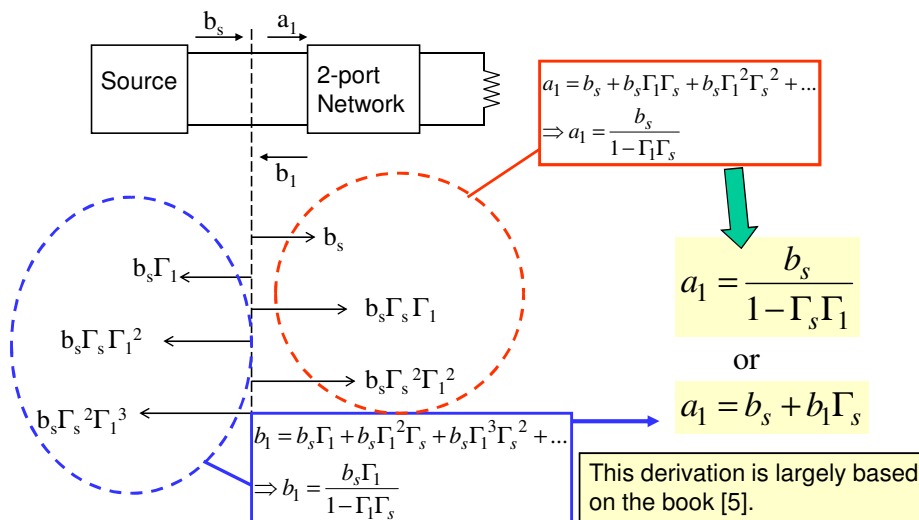 b_s a_1
Source
2-port
Network
b_1
a_1 = b_s + b_sΓ_1Γ_s + b_sΓ_1^2Γ_s^2 + ...
⇒ a_1 = b_s / (1 − Γ_1Γ_s)
b_s
b_sΓ_1
b_sΓ_sΓ_1
b_sΓ_sΓ_1^2
b_sΓ_s^2Γ_1^2
b_sΓ_s^2Γ_1^3
a_1 = b_s / (1 − Γ_sΓ_1)
or
a_1 = b_s + b_1Γ_s
b_1 = b_sΓ_1 + b_sΓ_1^2Γ_s + b_sΓ_1^3Γ_s^2 + ...
⇒ b_1 = b_sΓ_1 / (1 − Γ_1Γ_s)
This derivation is largely based
on the book [5].